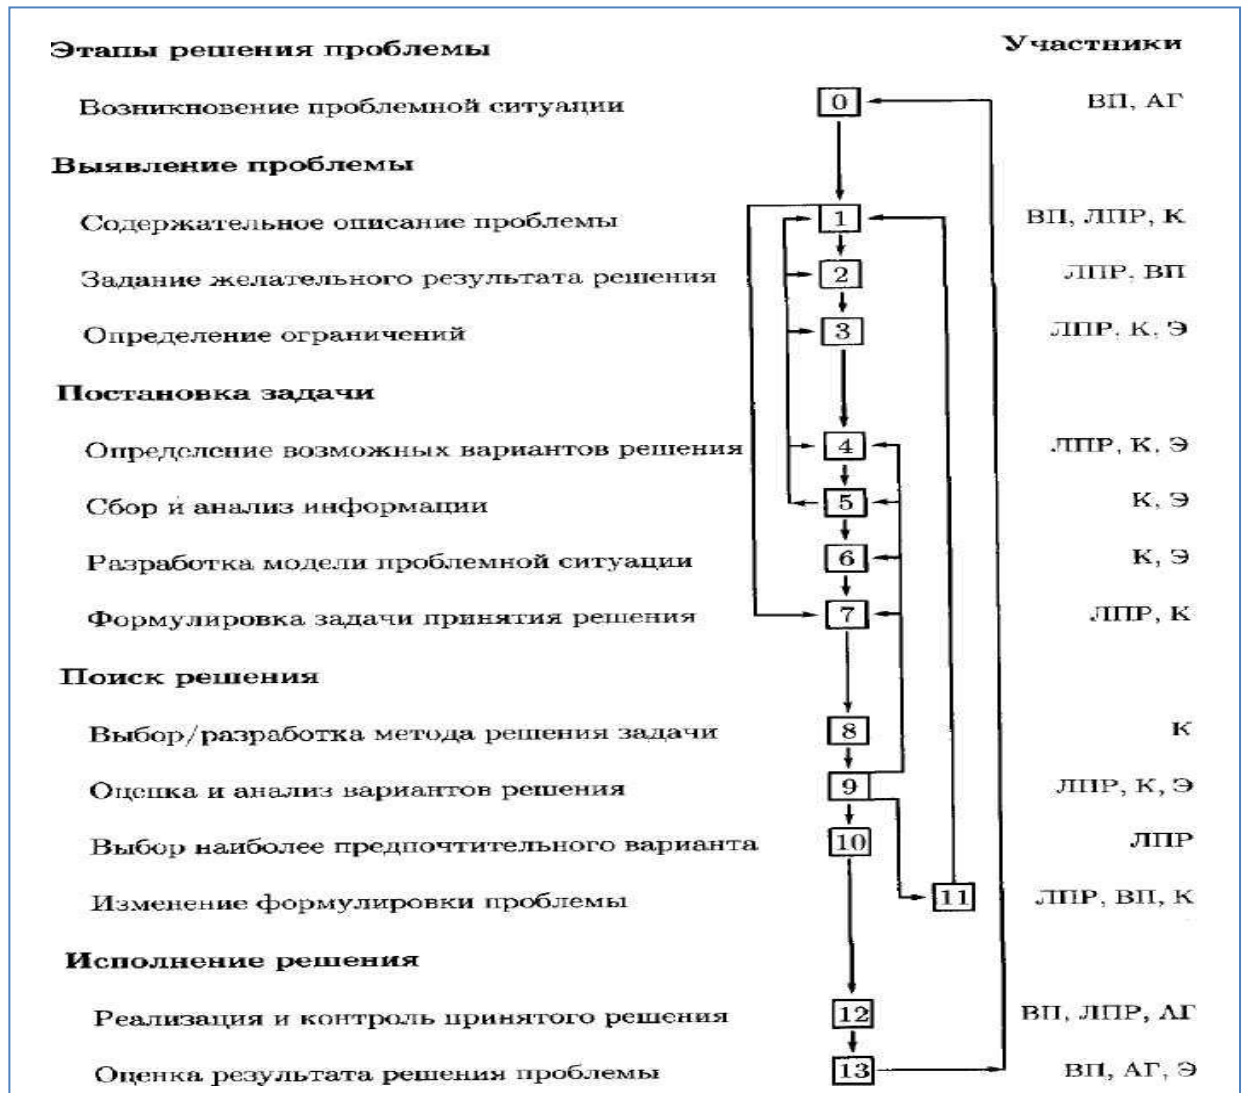 Этапы решения проблемы Участники
Возникновение проблемной ситуации 0 ВП, АГ
Выявление проблемы
Содержательное описание проблемы 1 ВП, ЛПР, К
Задание желательного результата решения 2 ЛПР, ВП
Определение ограничений 3 ЛПР, К, Э
Постановка задачи
Определение возможных вариантов решения 4 ЛПР, К, Э
Сбор и анализ информации 5 К, Э
Разработка модели проблемной ситуации 6 К, Э
Формулировка задачи принятия решения 7 ЛПР, К
Поиск решения
Выбор/разработка метода решения задачи 8 К
Оценка и анализ вариантов решения 9 ЛПР, К, Э
Выбор наиболее предпочтительного варианта 10 ЛПР
Изменение формулировки проблемы 11 ЛПР, ВП, К
Исполнение решения
Реализация и контроль принятого решения 12 ВП, ЛПР, АГ
Оценка результата решения проблемы 13 ВП, АГ, Э